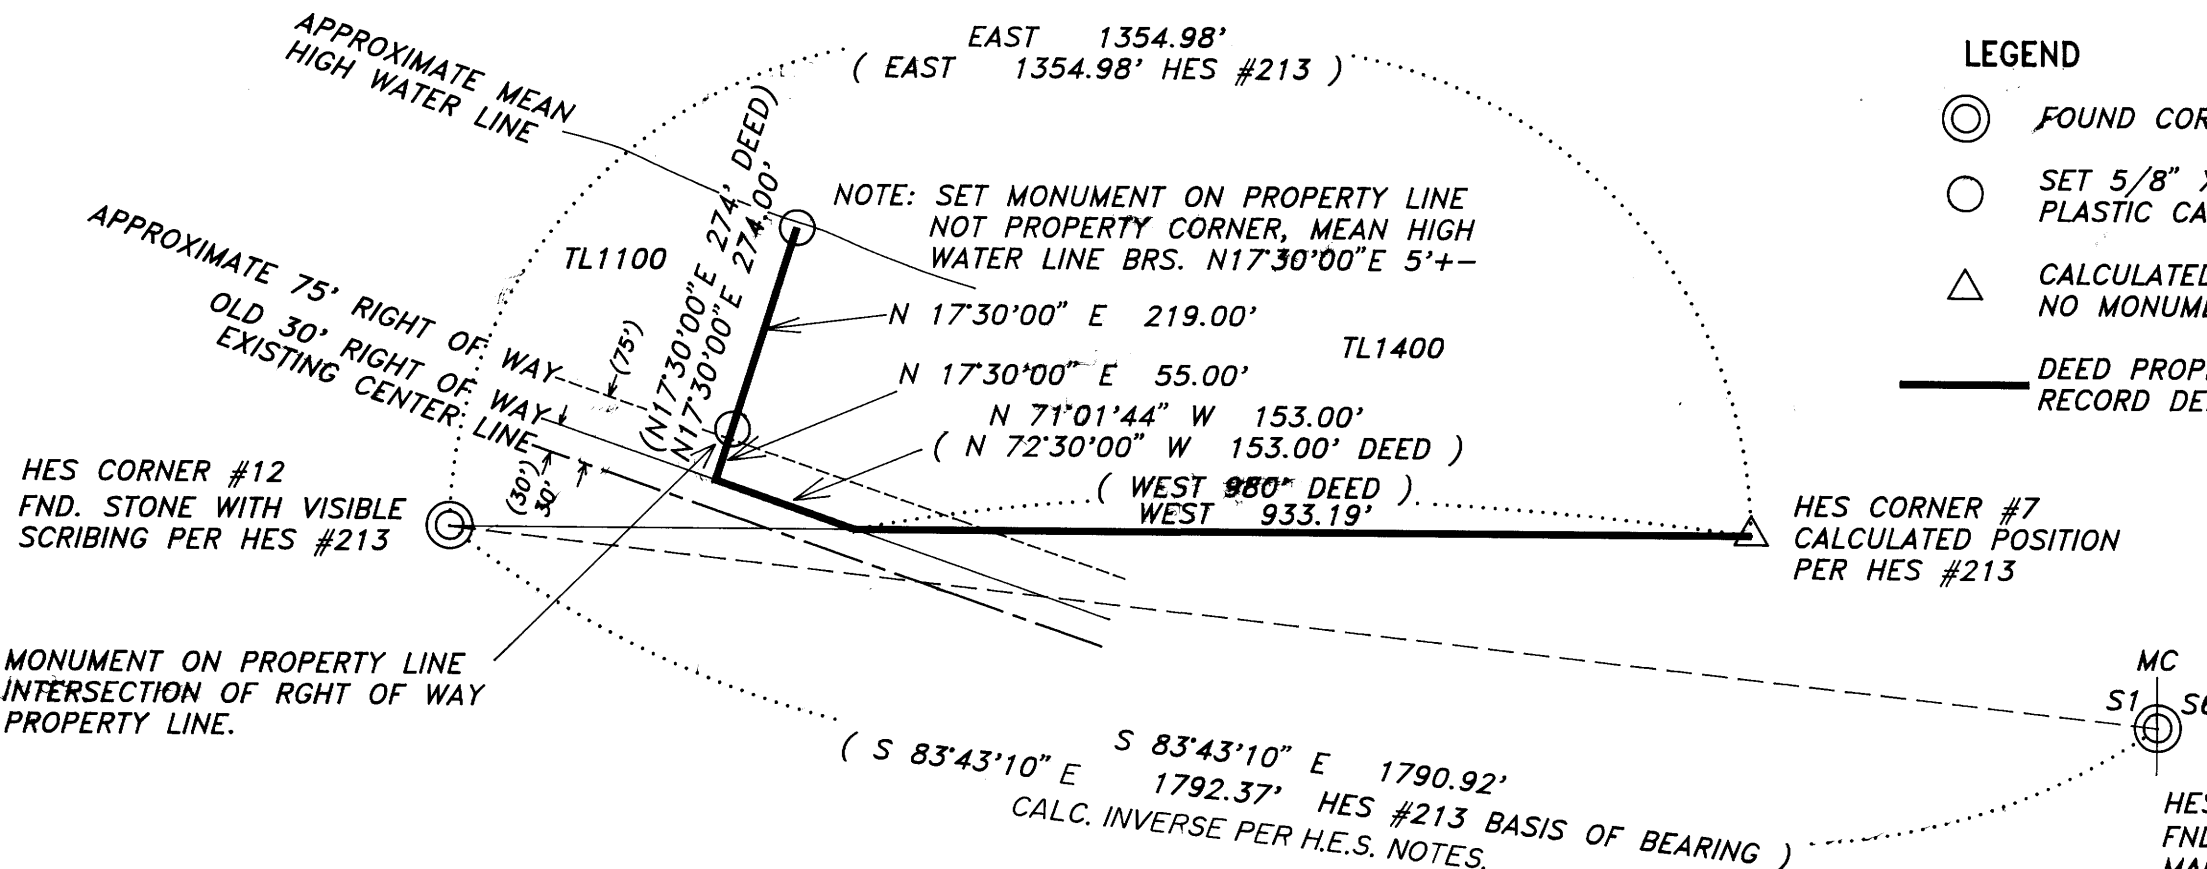 EAST 1354.98'
( EAST 1354.98' HES #213 )
APPROXIMATE MEAN
HIGH WATER LINE
(N17°30'00"E 274' DEED)
N17°30'00"E 274.00'
NOTE: SET MONUMENT ON PROPERTY LINE
NOT PROPERTY CORNER, MEAN HIGH
WATER LINE BRS. N17°30'00"E 5'+-
TL1100
APPROXIMATE 75' RIGHT OF WAY
OLD 30' RIGHT OF WAY
EXISTING CENTER LINE
(75')
(30')
30'
N 17°30'00" E 219.00'
TL1400
N 17°30'00" E 55.00'
N 71°01'44" W 153.00'
( N 72°30'00" W 153.00' DEED )
( WEST 980' DEED )
WEST 933.19'
HES CORNER #12
FND. STONE WITH VISIBLE
SCRIBING PER HES #213
HES CORNER #7
CALCULATED POSITION
PER HES #213
MONUMENT ON PROPERTY LINE
INTERSECTION OF RGHT OF WAY
PROPERTY LINE.
S 83°43'10" E 1790.92'
( S 83°43'10" E 1792.37' HES #213 BASIS OF BEARING )
CALC. INVERSE PER H.E.S. NOTES.
MC
S1
HES
LEGEND
FOUND COR
SET 5/8" X
PLASTIC CA
CALCULATED
NO MONUME
DEED PROP
RECORD DE